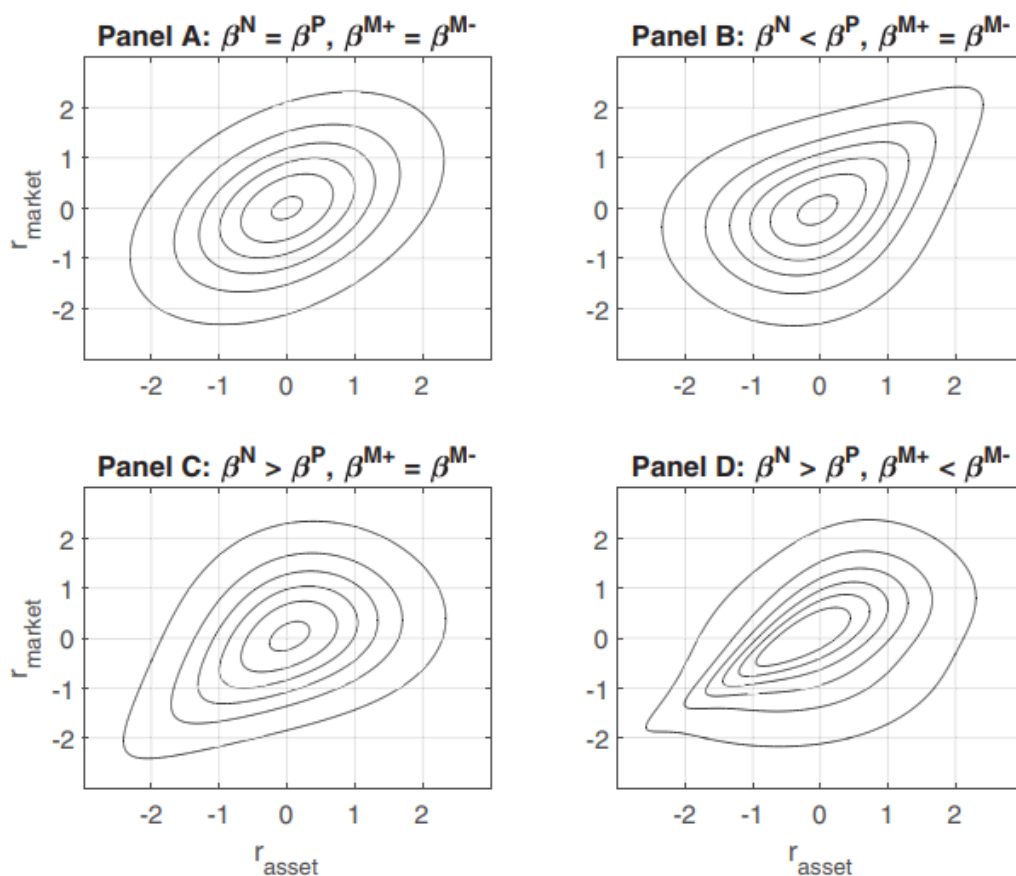 Panel A: β^N = β^P, β^M+ = β^M-
Panel B: β^N < β^P, β^M+ = β^M-
r_market
2
1
0
-1
-2
-2 -1 0 1 2
2
1
0
-1
-2
-2 -1 0 1 2
Panel C: β^N > β^P, β^M+ = β^M-
Panel D: β^N > β^P, β^M+ < β^M-
r_market
2
1
0
-1
-2
-2 -1 0 1 2
r_asset
2
1
0
-1
-2
-2 -1 0 1 2
r_asset